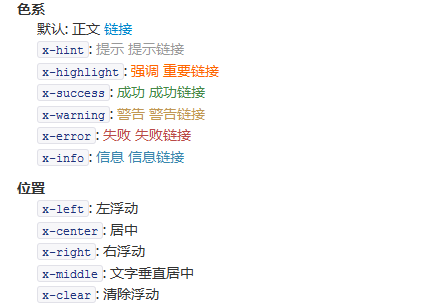 色系
默认: 正文 链接
x-hint: 提示 提示链接
x-highlight: 强调 重要链接
x-success: 成功 成功链接
x-warning: 警告 警告链接
x-error: 失败 失败链接
x-info: 信息 信息链接
位置
x-left: 左浮动
x-center: 居中
x-right: 右浮动
x-middle: 文字垂直居中
x-clear: 清除浮动